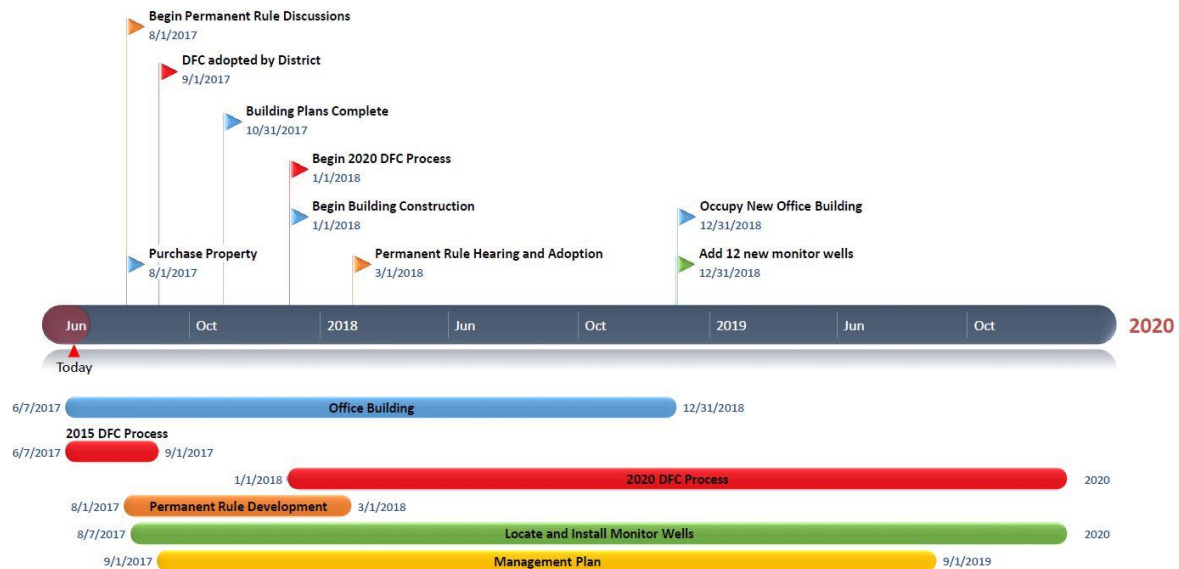 Begin Permanent Rule Discussions
8/1/2017
DFC adopted by District
9/1/2017
Building Plans Complete
10/31/2017
Begin 2020 DFC Process
1/1/2018
Begin Building Construction
1/1/2018
Occupy New Office Building
12/31/2018
Purchase Property
8/1/2017
Permanent Rule Hearing and Adoption
3/1/2018
Add 12 new monitor wells
12/31/2018
Jun Oct 2018 Jun Oct 2019 Jun Oct 2020
Today
6/7/2017 Office Building 12/31/2018
2015 DFC Process
6/7/2017 9/1/2017
1/1/2018 2020 DFC Process 2020
8/1/2017 Permanent Rule Development 3/1/2018
8/7/2017 Locate and Install Monitor Wells 2020
9/1/2017 Management Plan 9/1/2019